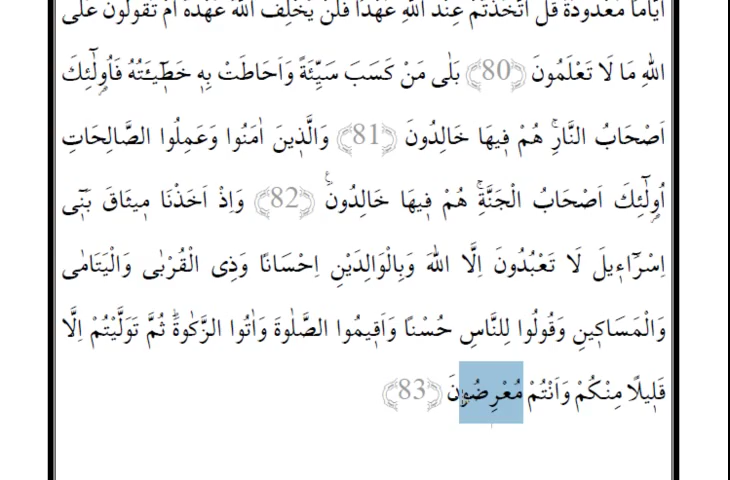 اَيَّامًا مَعْدُودَةً قُلْ اَتَّخَذْتُمْ عِنْدَ اللّٰهِ عَهْدًا فَلَنْ يُخْلِفَ اللّٰهُ عَهْدَهُ اَمْ تَقُولُونَ عَلَى
اللّٰهِ مَا لَا تَعْلَمُونَ ﴿80﴾ بَلٰى مَنْ كَسَبَ سَيِّئَةً وَاَحَاطَتْ بِهٖ خَطٖٓيـَٔتُهُ فَاُو۬لٰٓئِكَ
اَصْحَابُ النَّارِۚ هُمْ فٖيهَا خَالِدُونَ ﴿81﴾ وَالَّذٖينَ اٰمَنُوا وَعَمِلُوا الصَّالِحَاتِ
اُو۬لٰٓئِكَ اَصْحَابُ الْجَنَّةِۚ هُمْ فٖيهَا خَالِدُونَ۟ ﴿82﴾ وَاِذْ اَخَذْنَا مٖيثَاقَ بَنٖٓى
اِسْرَٓاءٖيلَ لَا تَعْبُدُونَ اِلَّا اللّٰهَ وَبِالْوَالِدَيْنِ اِحْسَانًا وَذِى الْقُرْبٰى وَالْيَتَامٰى
وَالْمَسَاكٖينِ وَقُولُوا لِلنَّاسِ حُسْنًا وَاَقٖيمُوا الصَّلٰوةَ وَاٰتُوا الزَّكٰوةَؕ ثُمَّ تَوَلَّيْتُمْ اِلَّا
قَلٖيلًا مِنْكُمْ وَاَنْتُمْ مُعْرِضُونَ ﴿83﴾